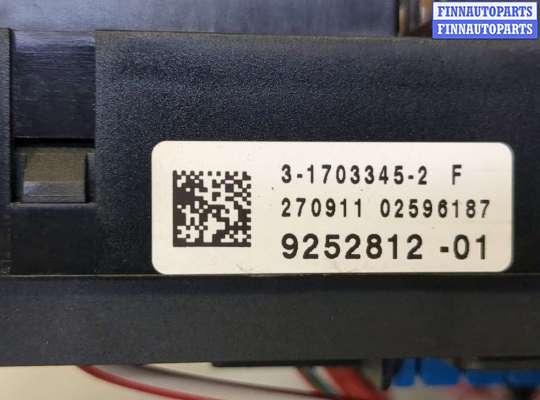 FINNAUTOPARTS
FINNAUTOPARTS
3-1703345-2 F
270911 02596187
9252812 -01